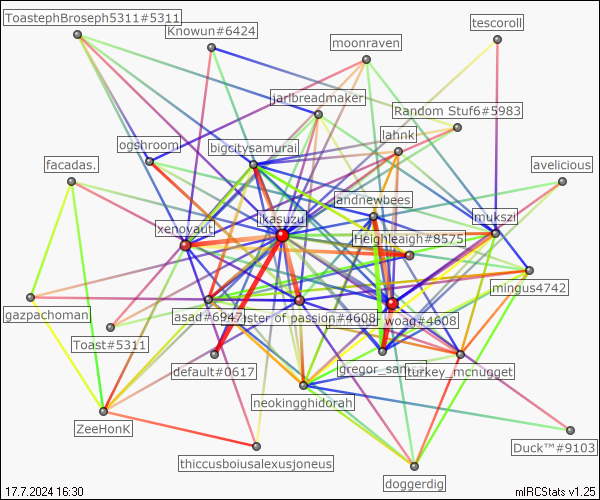 ToastephBroseph5311#5311
tescoroll
Knowun#6424
moonraven
jarlbreadmaker
Random Stuf6#5983
lahnk
ogshroom
bigcitysamurai
facadas.
avelicious
andnewbees
ikasuzu
mukszi
xenoyaut
Heighleaigh#8575
mingus4742
gazpachoman
asad#6947
ster of passion#4608
woag#4608
Toast#5311
default#0617
gregor_sam
turkey_mcnugget
neokingghidorah
ZeeHonK
Duck™#9103
thiccusboiusalexusjoneus
doggerdig
17.7.2024 16:30
mIRCStats v1.25